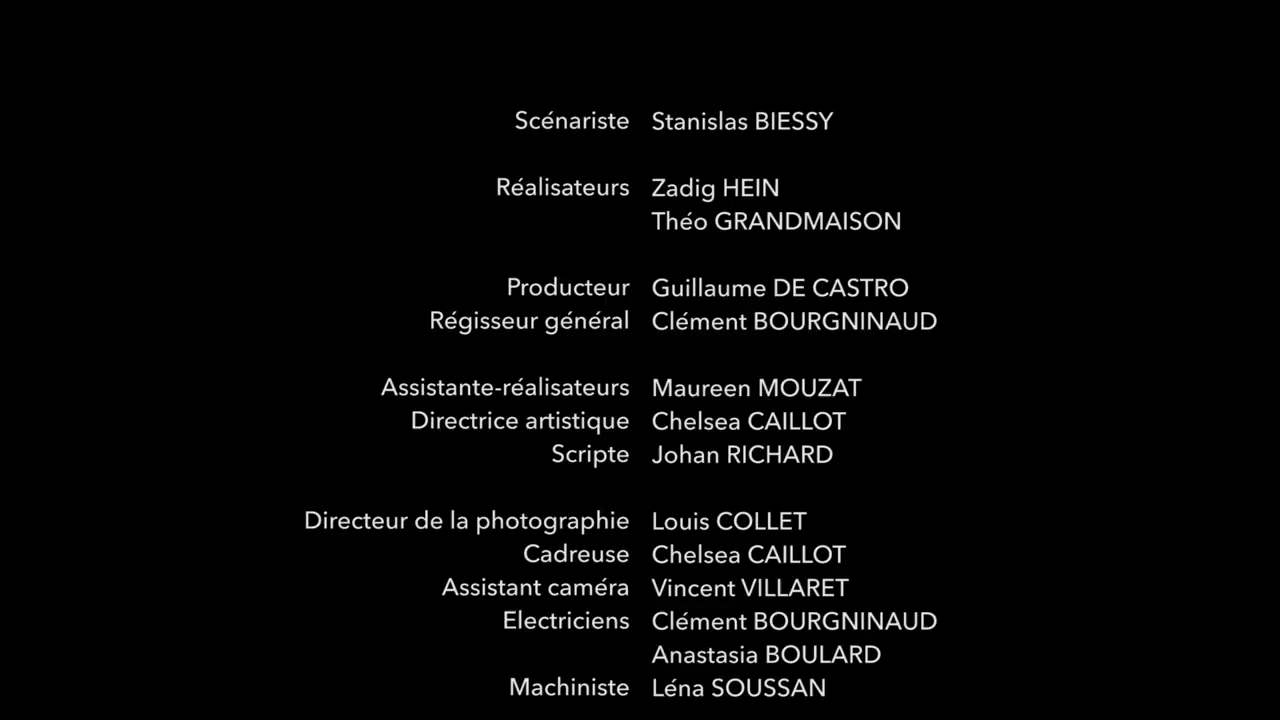 Scénariste Stanislas BIESSY
Réalisateurs Zadig HEIN
Théo GRANDMAISON
Producteur Guillaume DE CASTRO
Régisseur général Clément BOURGNINAUD
Assistante-réalisateurs Maureen MOUZAT
Directrice artistique Chelsea CAILLOT
Scripte Johan RICHARD
Directeur de la photographie Louis COLLET
Cadreuse Chelsea CAILLOT
Assistant caméra Vincent VILLARET
Electriciens Clément BOURGNINAUD
Anastasia BOULARD
Machiniste Léna SOUSSAN